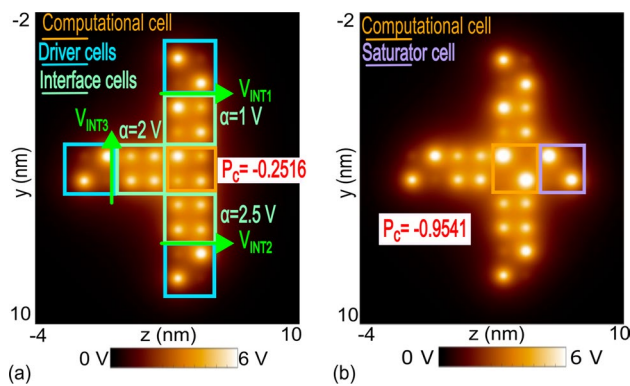 -2
Computational cell
Driver cells
Interface cells
V_INT1
V_INT3
α=2 V
α=1 V
P_C= -0.2516
α=2.5 V
V_INT2
y (nm)
10
-4
z (nm)
10
0 V
6 V
(a)
-2
Computational cell
Saturator cell
P_C= -0.9541
y (nm)
10
-4
z (nm)
10
0 V
6 V
(b)